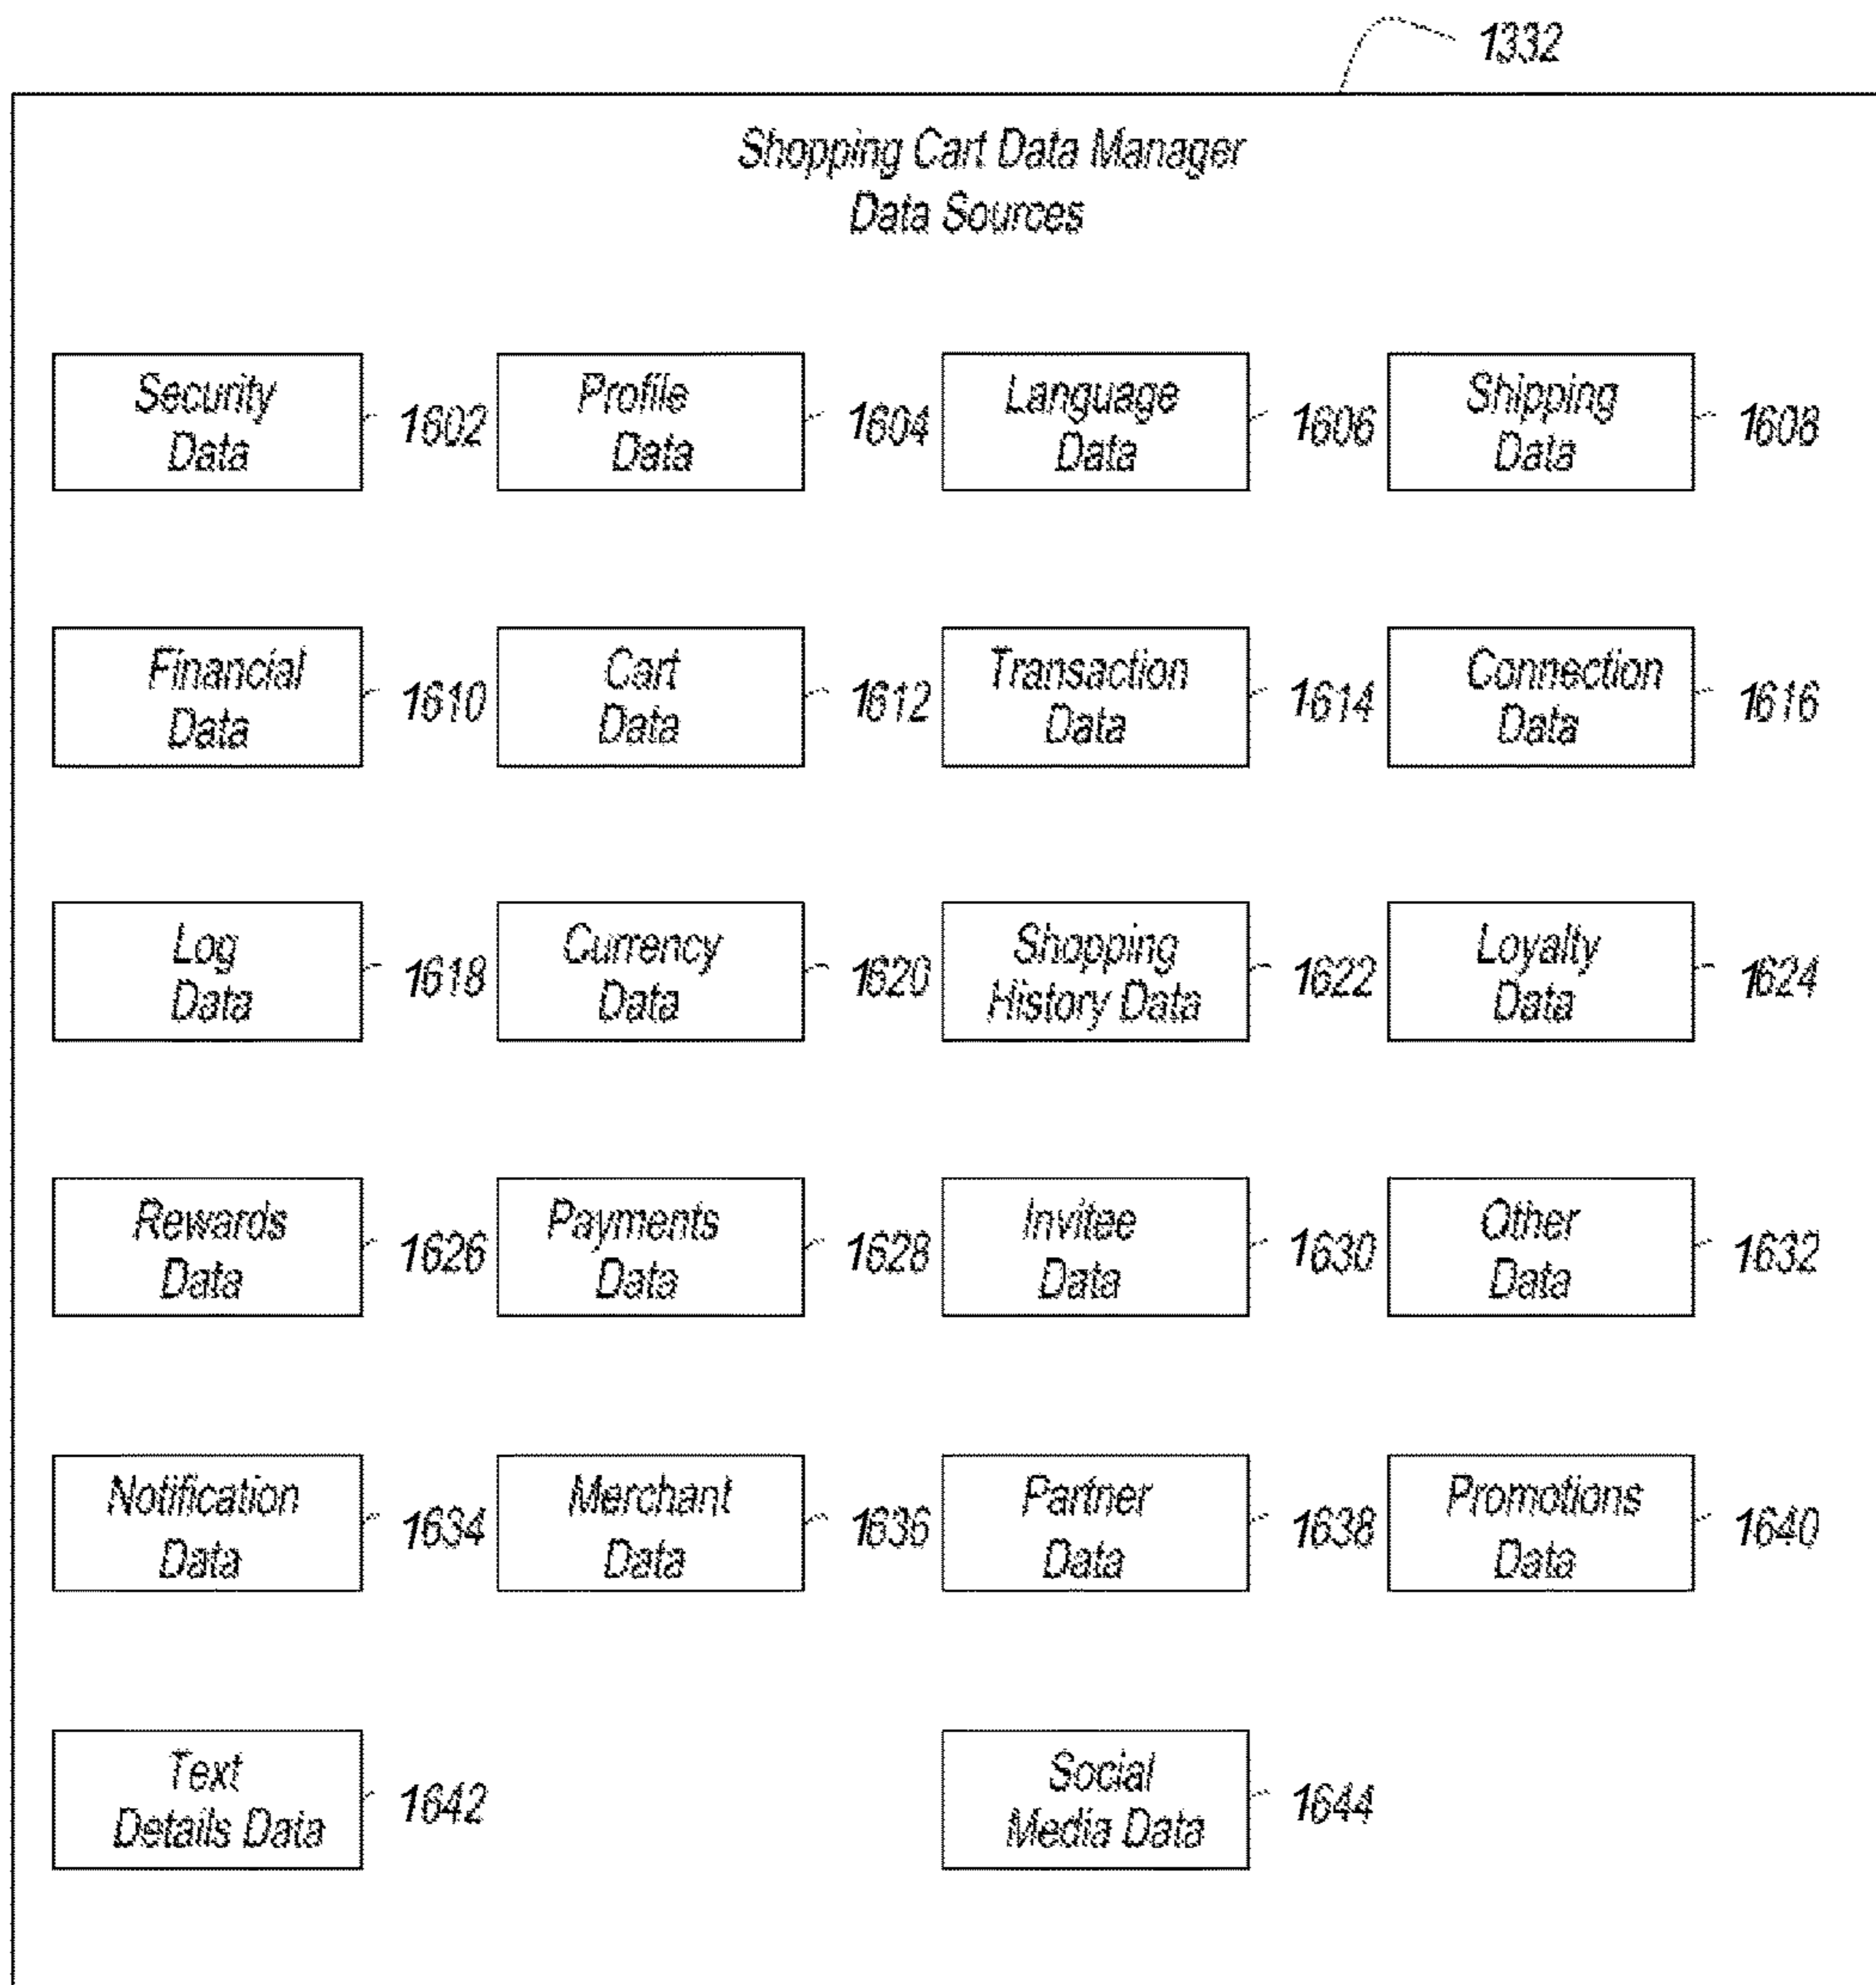 1332
Shopping Cart Data Manager
Data Sources
Security
Data
1602
Profile
Data
1604
Language
Data
1606
Shipping
Data
1608
Financial
Data
1610
Cart
Data
1612
Transaction
Data
1614
Connection
Data
1616
Log
Data
1618
Currency
Data
1620
Shopping
History Data
1622
Loyalty
Data
1624
Rewards
Data
1626
Payments
Data
1628
Invitee
Data
1630
Other
Data
1632
Notification
Data
1634
Merchant
Data
1636
Partner
Data
1638
Promotions
Data
1640
Text
Details Data
1642
Social
Media Data
1644